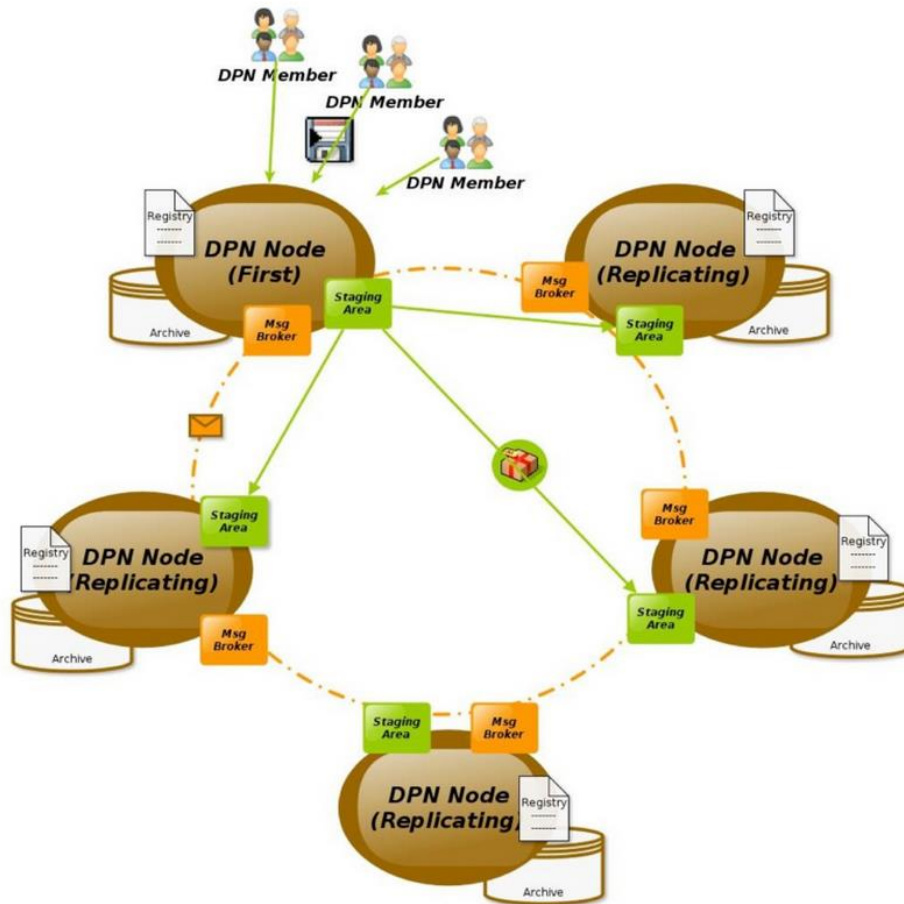 DPN Member
DPN Member
DPN Member
Registry
-------
------
DPN Node
(First)
Archive
Msg
Broker
Staging
Area
Registry
-------
------
DPN Node
(Replicating)
Msg
Broker
Staging
Area
Archive
Registry
-------
------
DPN Node
(Replicating)
Staging
Area
Msg
Broker
Archive
Msg
Broker
DPN Node
(Replicating)
Registry
-------
------
Staging
Area
Archive
Staging
Area
Msg
Broker
DPN Node
(Replicating)
Registry
-------
------
Archive